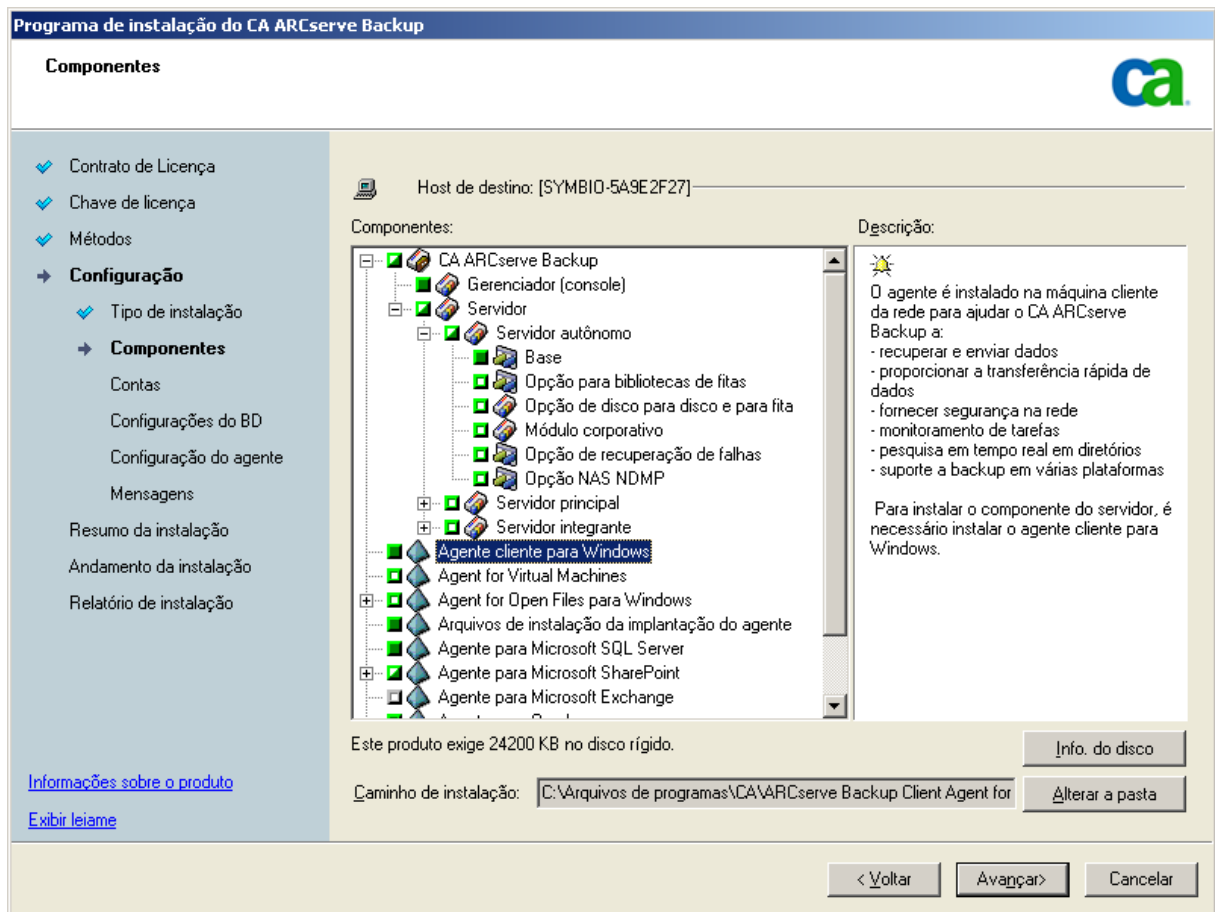 Programa de instalação do CA ARCserve Backup
Componentes
ca
Contrato de Licença
Chave de licença
Métodos
Configuração
Tipo de instalação
Componentes
Contas
Configurações do BD
Configuração do agente
Mensagens
Resumo da instalação
Andamento da instalação
Relatório de instalação
Informações sobre o produto
Exibir leiame
Host de destino: [SYMBIO-5A9E2F27]
Componentes:
CA ARCserve Backup
Gerenciador (console)
Servidor
Servidor autônomo
Base
Opção para bibliotecas de fitas
Opção de disco para disco e para fita
Módulo corporativo
Opção de recuperação de falhas
Opção NAS NDMP
Servidor principal
Servidor integrante
Agente cliente para Windows
Agent for Virtual Machines
Agent for Open Files para Windows
Arquivos de instalação da implantação do agente
Agente para Microsoft SQL Server
Agente para Microsoft SharePoint
Agente para Microsoft Exchange
Descrição:
O agente é instalado na máquina cliente
da rede para ajudar o CA ARCserve
Backup a:
- recuperar e enviar dados
- proporcionar a transferência rápida de
dados
- fornecer segurança na rede
- monitoramento de tarefas
- pesquisa em tempo real em diretórios
- suporte a backup em várias plataformas
Para instalar o componente do servidor, é
necessário instalar o agente cliente para
Windows.
Este produto exige 24200 KB no disco rígido.
Info. do disco
Caminho de instalação:
C:\Arquivos de programas\CA\ARCserve Backup Client Agent for
Alterar a pasta
< Voltar
Avançar>
Cancelar